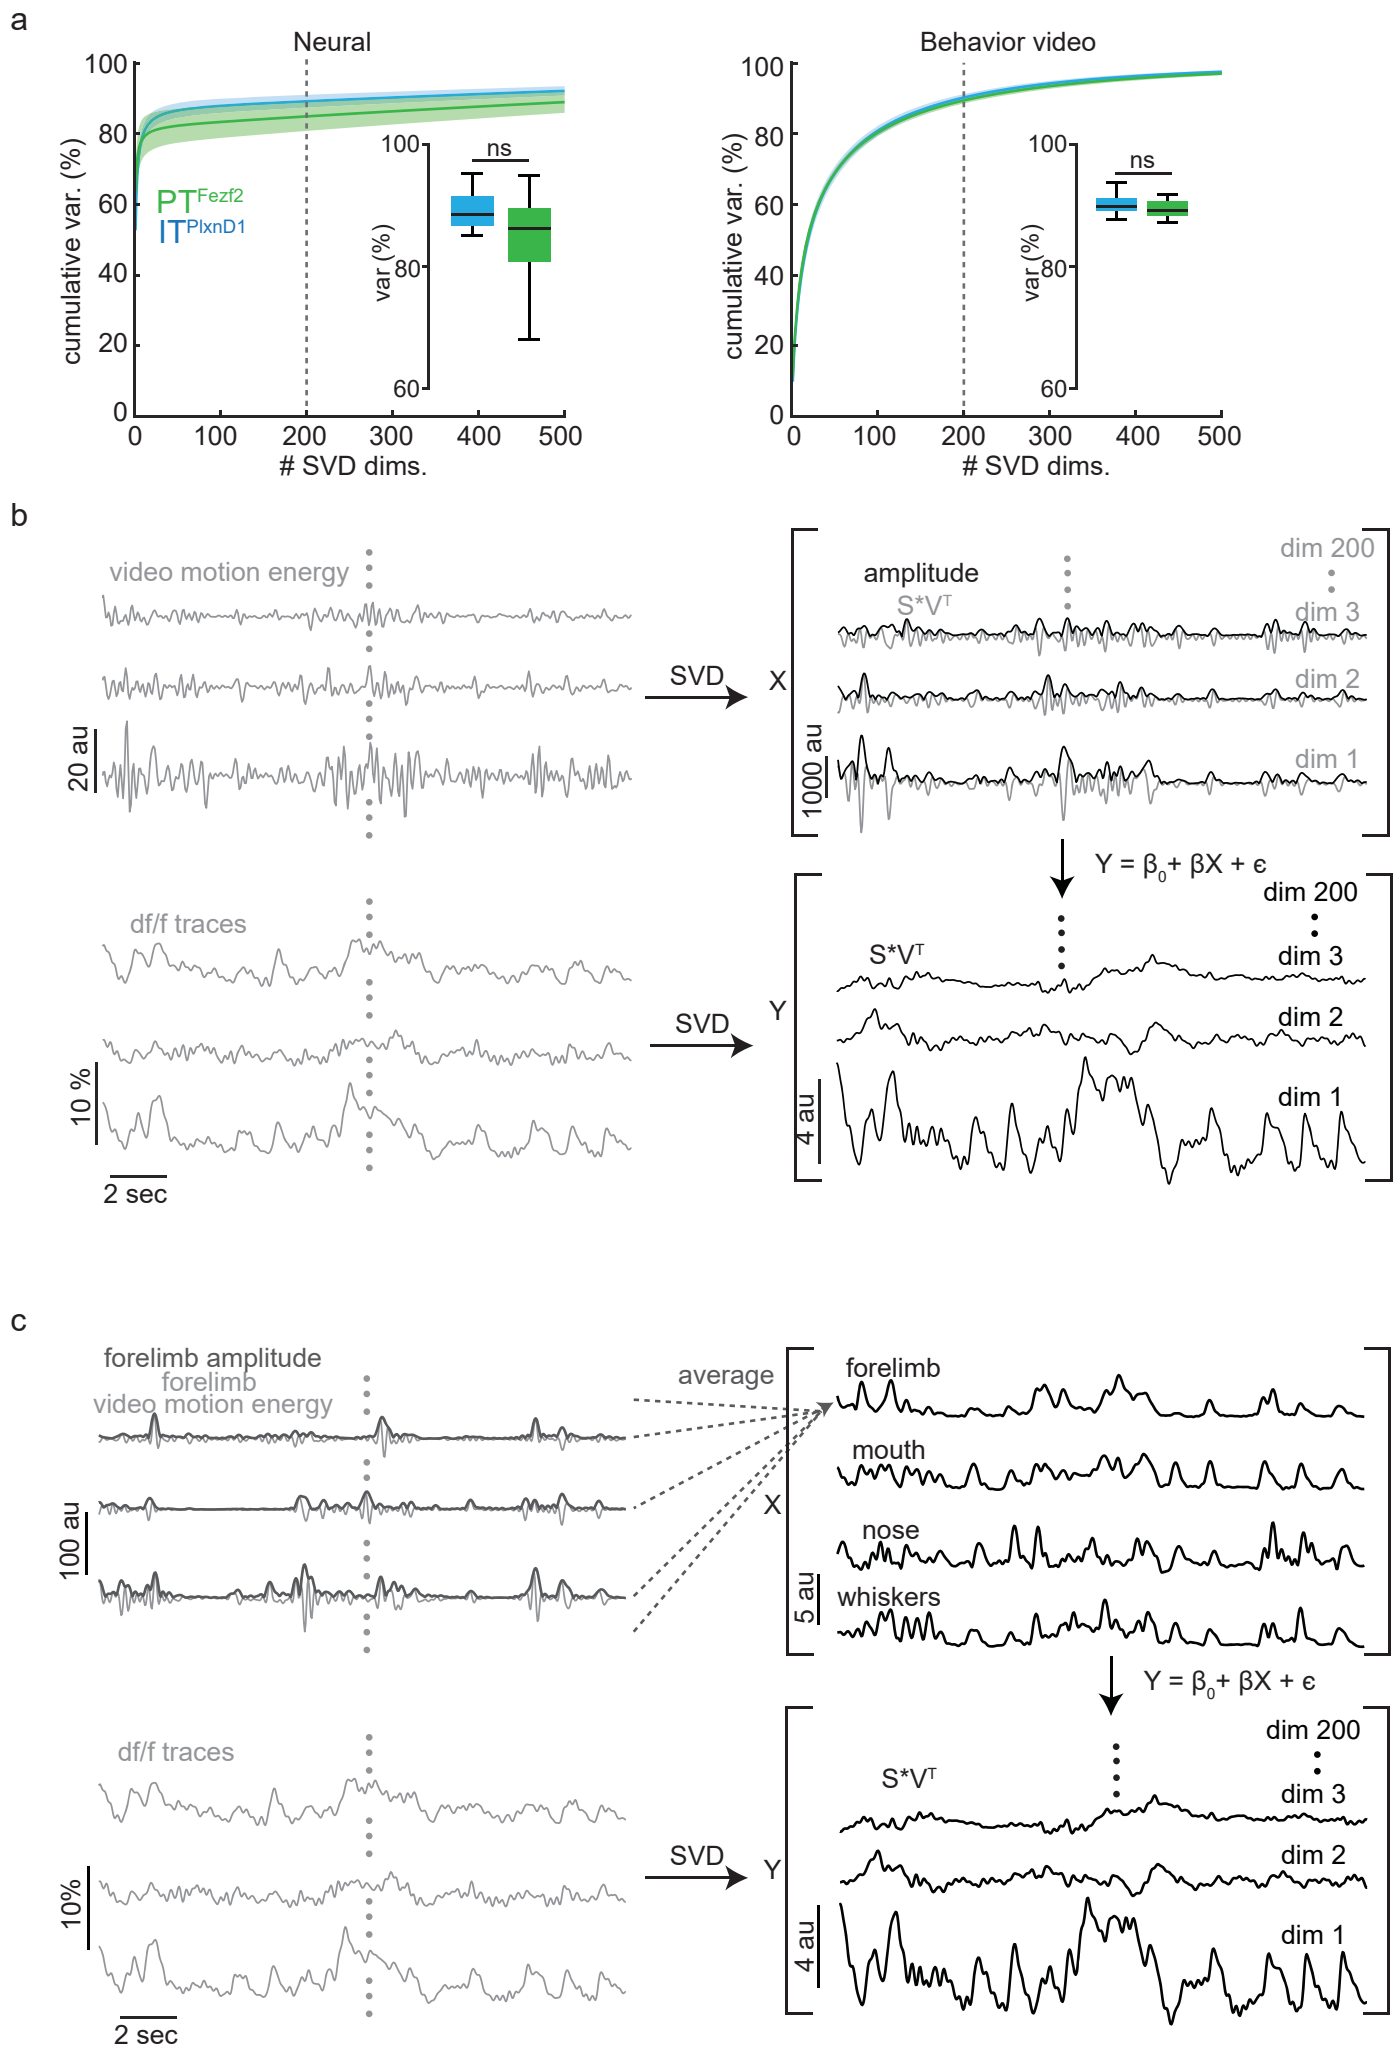 a
Neural
100
80
60
40
20
0
cumulative var. (%)
PTFezf2
ITPlxnD1
0 100 200 300 400 500
# SVD dims.
100
80
60
var (%)
ns
Behavior video
100
80
60
40
20
0
cumulative var. (%)
0 100 200 300 400 500
# SVD dims.
100
80
60
var (%)
ns
b
video motion energy
20 au
SVD
X
amplitude
S*VT
dim 200
dim 3
dim 2
dim 1
1000 au
Y = β0+ βX + ϵ
df/f traces
10 %
2 sec
SVD
Y
S*VT
dim 200
dim 3
dim 2
dim 1
4 au
c
forelimb amplitude
forelimb
video motion energy
100 au
average
X
forelimb
mouth
nose
whiskers
5 au
Y = β0+ βX + ϵ
df/f traces
10%
2 sec
SVD
Y
S*VT
dim 200
dim 3
dim 2
dim 1
4 au